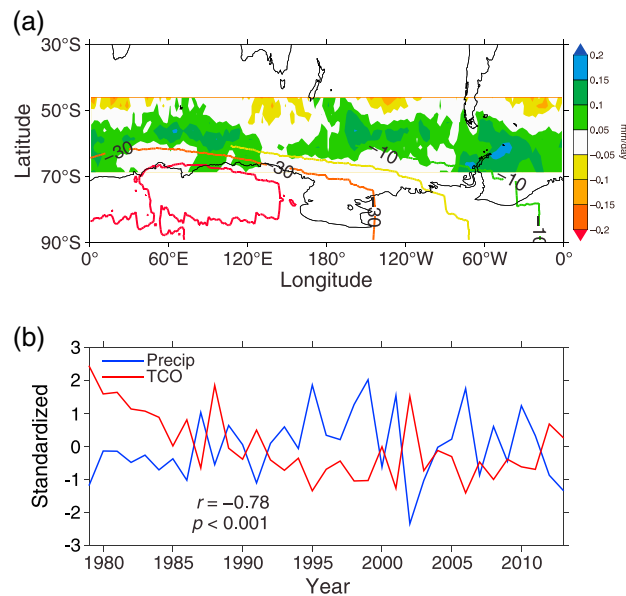 (a)
30°S
50°S
70°S
90°S
Latitude
0°
60°E
120°E
180°
120°W
60°W
0°
Longitude
−30
−30
−30
−10
−10
−10
0.2
0.15
0.1
0.05
−0.05
−0.1
−0.15
−0.2
mm/day
(b)
3
2
1
0
-1
-2
-3
Standardized
Precip
TCO
r = −0.78
p < 0.001
1980
1985
1990
1995
2000
2005
2010
Year